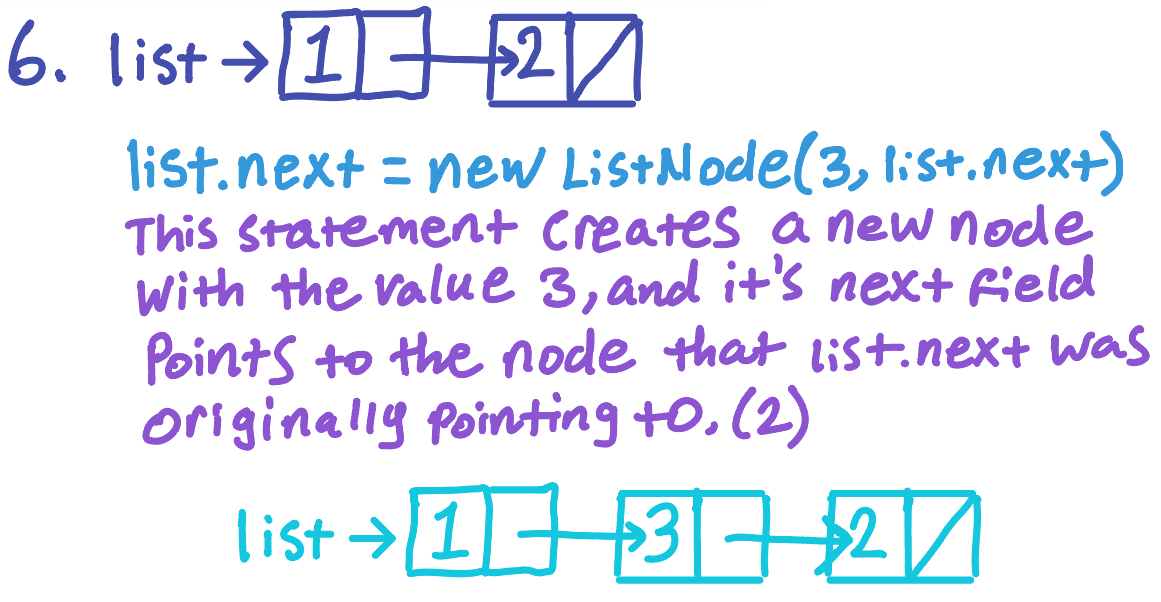 6. list → 1 → 2
list.next = new ListNode(3, list.next)
This statement creates a new node
with the value 3, and it's next field
points to the node that list.next was
originally pointing to. (2)
list → 1 → 3 → 2